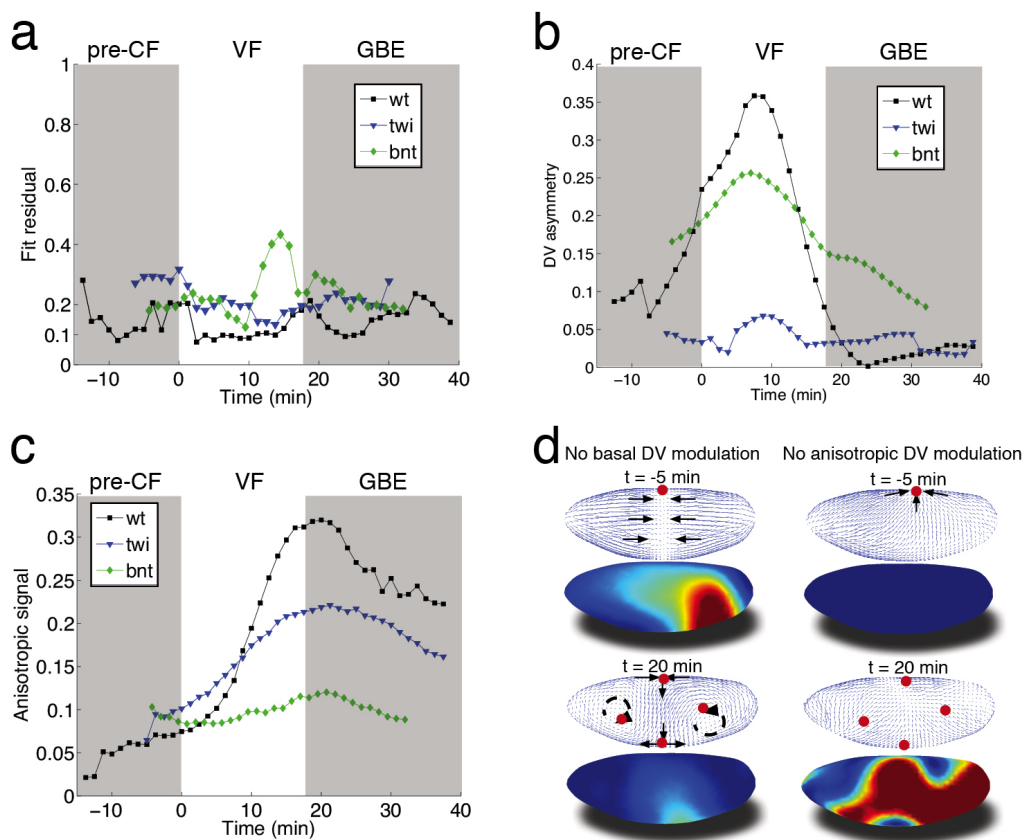 a
pre-CF VF GBE
1
0.8
0.6
0.4
0.2
0.1
0
Fit residual
wt
twi
bnt
−10 0 10 20 30 40
Time (min)
b
pre-CF VF GBE
0.4
0.35
0.3
0.25
0.2
0.15
0.1
0.05
0
DV asymmetry
wt
twi
bnt
−10 0 10 20 30 40
Time (min)
c
pre-CF VF GBE
0.35
0.3
0.25
0.2
0.15
0.1
0.05
0
Anisotropic signal
wt
twi
bnt
−10 0 10 20 30 40
Time (min)
d
No basal DV modulation No anisotropic DV modulation
t = -5 min t = -5 min
t = 20 min t = 20 min